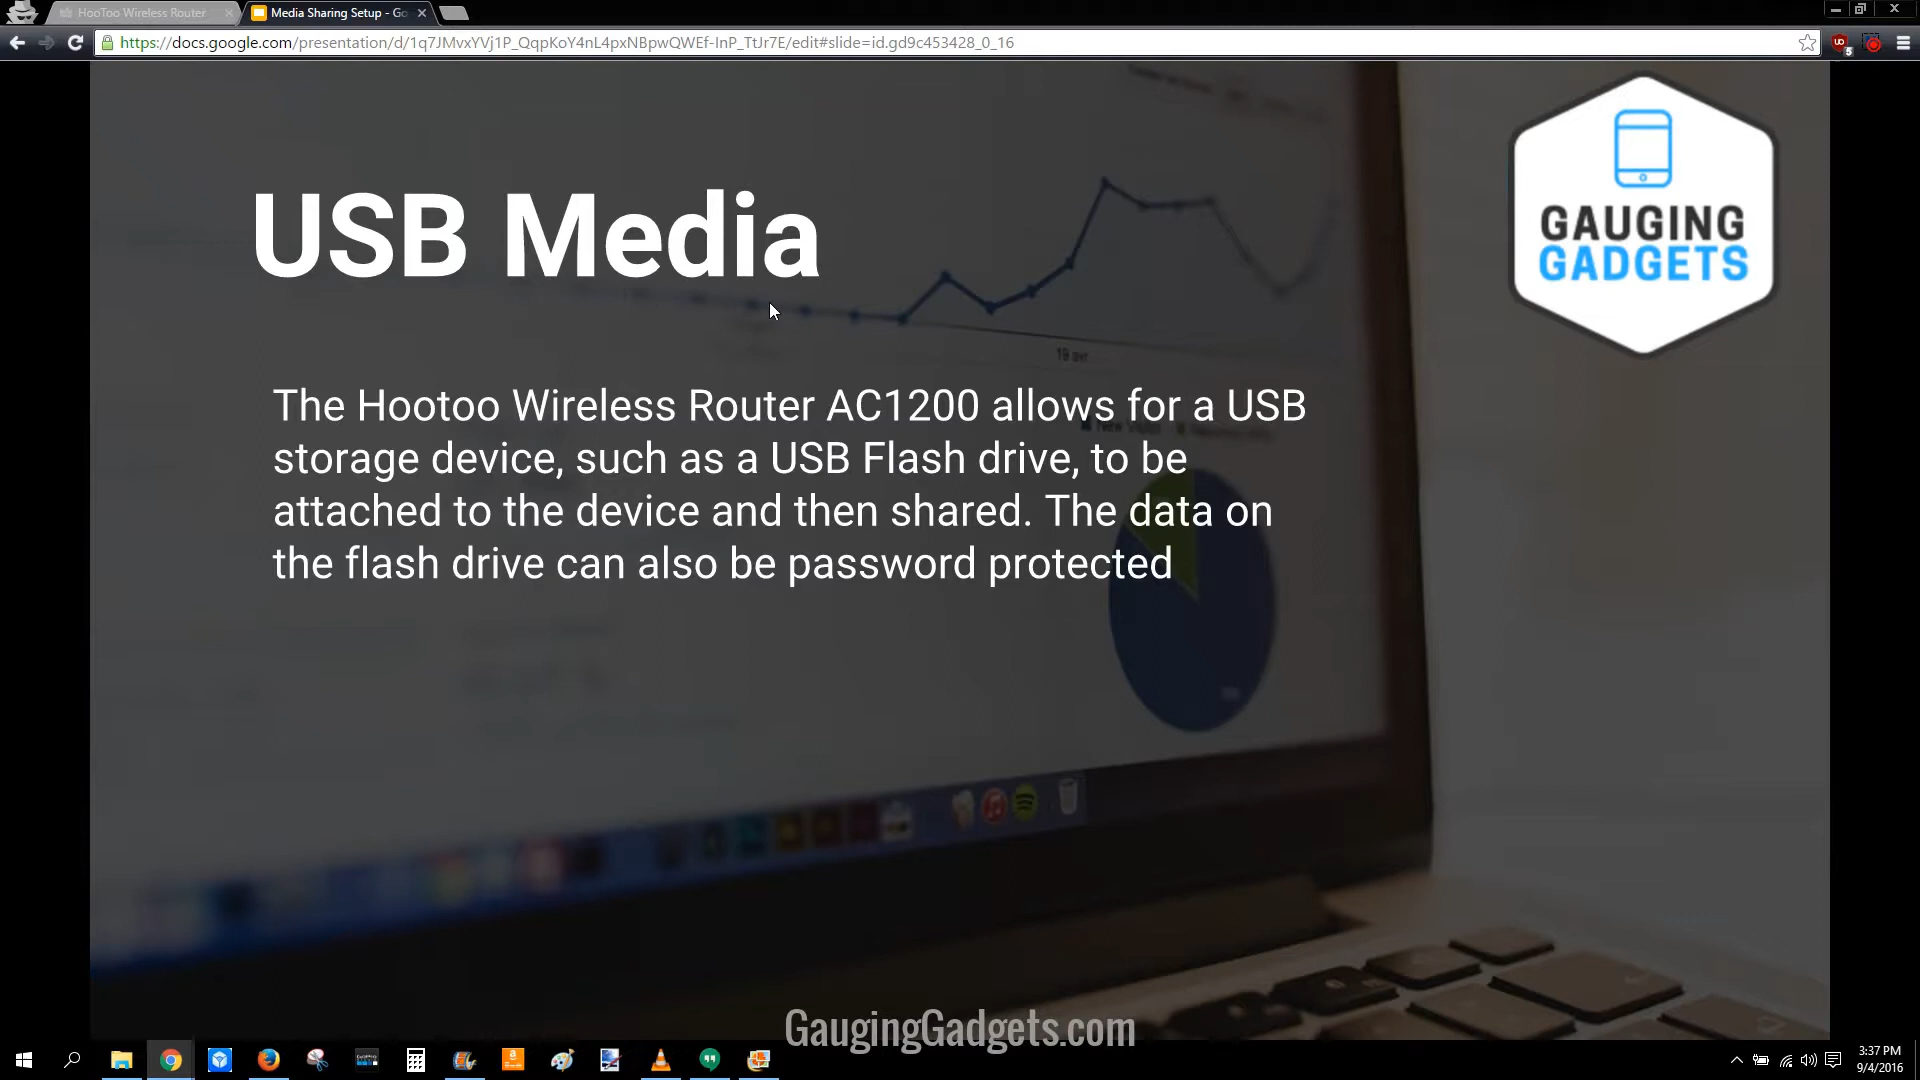 HooToo Wireless Router
Media Sharing Setup - Go
https://docs.google.com/presentation/d/1q7JMvxYVj1P_QqpKoY4nL4pxNBpwQWEf-InP_TtJr7E/edit#slide=id.gd9c453428_0_16
USB Media
GAUGING
GADGETS
19 avr
The Hootoo Wireless Router AC1200 allows for a USB
storage device, such as a USB Flash drive, to be
attached to the device and then shared. The data on
the flash drive can also be password protected
GaugingGadgets.com
3:37 PM
9/4/2016